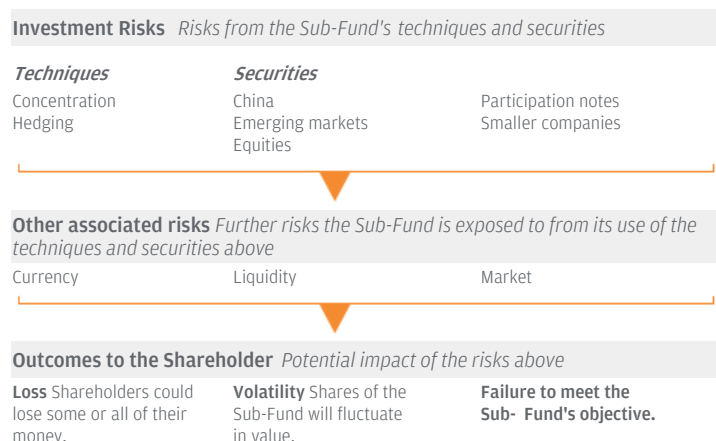 Investment Risks Risks from the Sub-Fund's techniques and securities
Techniques Securities
Concentration China Participation notes
Hedging Emerging markets Smaller companies
Equities
Other associated risks Further risks the Sub-Fund is exposed to from its use of the
techniques and securities above
Currency Liquidity Market
Outcomes to the Shareholder Potential impact of the risks above
Loss Shareholders could
lose some or all of their
money.
Volatility Shares of the
Sub-Fund will fluctuate
in value.
Failure to meet the
Sub- Fund's objective.